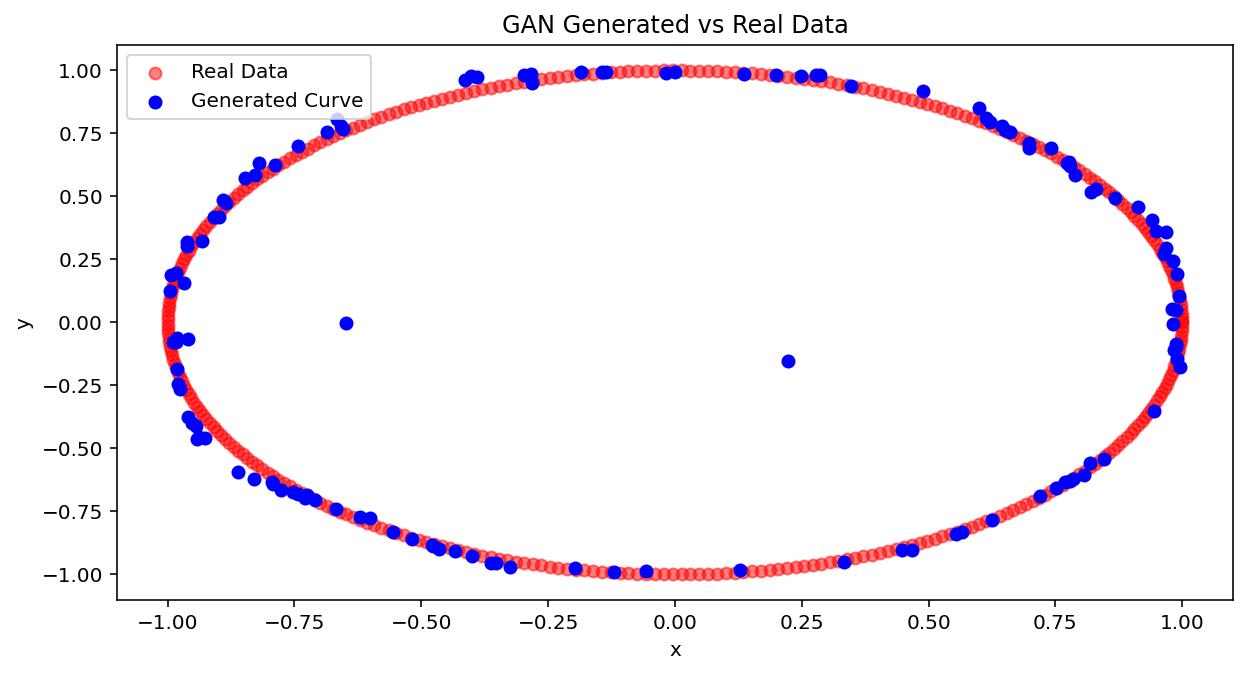 GAN Generated vs Real Data
Real Data
Generated Curve
1.00
0.75
0.50
0.25
0.00
−0.25
−0.50
−0.75
−1.00
y
−1.00 −0.75 −0.50 −0.25 0.00 0.25 0.50 0.75 1.00
x